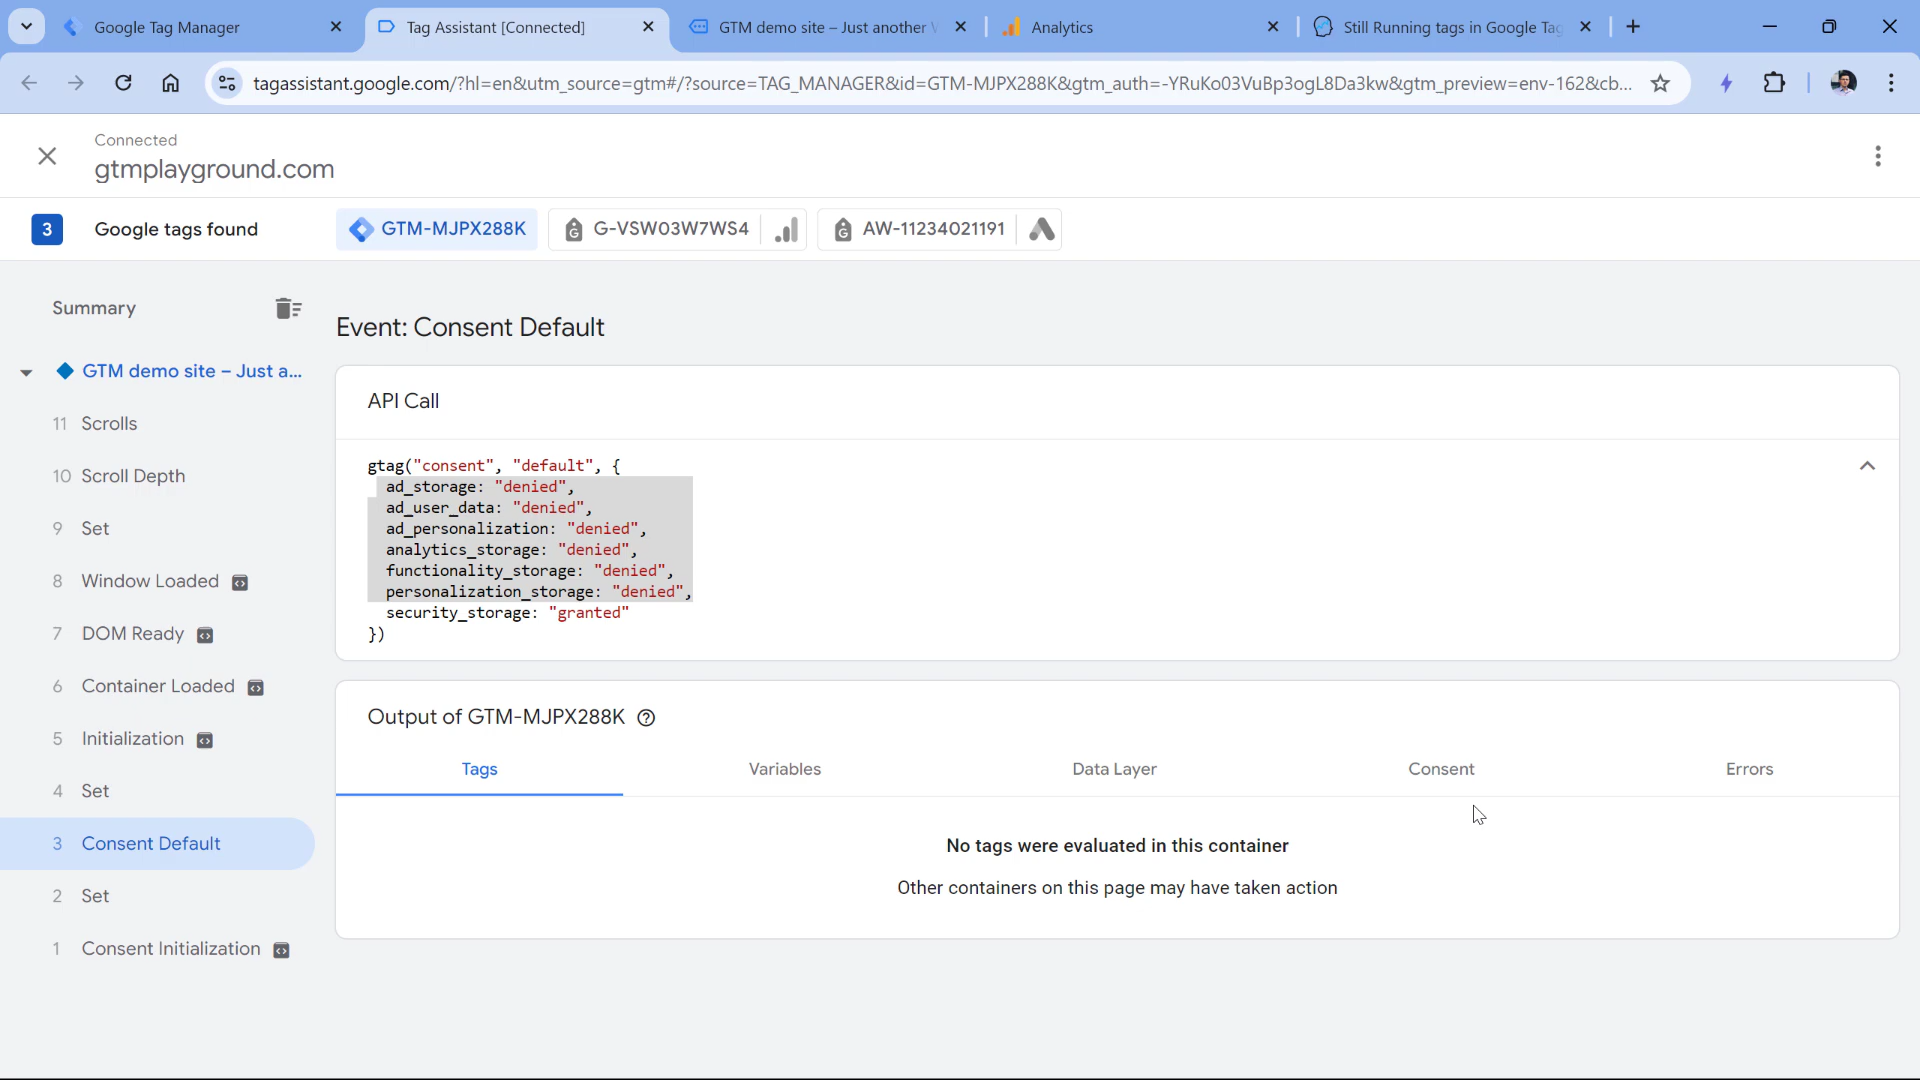 Google Tag Manager
Tag Assistant [Connected]
GTM demo site – Just another
Analytics
Still Running tags in Google Tag
tagassistant.google.com/?hl=en&utm_source=gtm#/?source=TAG_MANAGER&id=GTM-MJPX288K&gtm_auth=-YRuKo03VuBp3ogL8Da3kw&gtm_preview=env-162&cb...
Connected
gtmplayground.com
3 Google tags found
GTM-MJPX288K
G-VSW03W7WS4
AW-11234021191
Summary
GTM demo site – Just a...
11 Scrolls
10 Scroll Depth
9 Set
8 Window Loaded
7 DOM Ready
6 Container Loaded
5 Initialization
4 Set
3 Consent Default
2 Set
1 Consent Initialization
Event: Consent Default
API Call
gtag("consent", "default", {
ad_storage: "denied",
ad_user_data: "denied",
ad_personalization: "denied",
analytics_storage: "denied",
functionality_storage: "denied",
personalization_storage: "denied",
security_storage: "granted"
})
Output of GTM-MJPX288K
Tags Variables Data Layer Consent Errors
No tags were evaluated in this container
Other containers on this page may have taken action